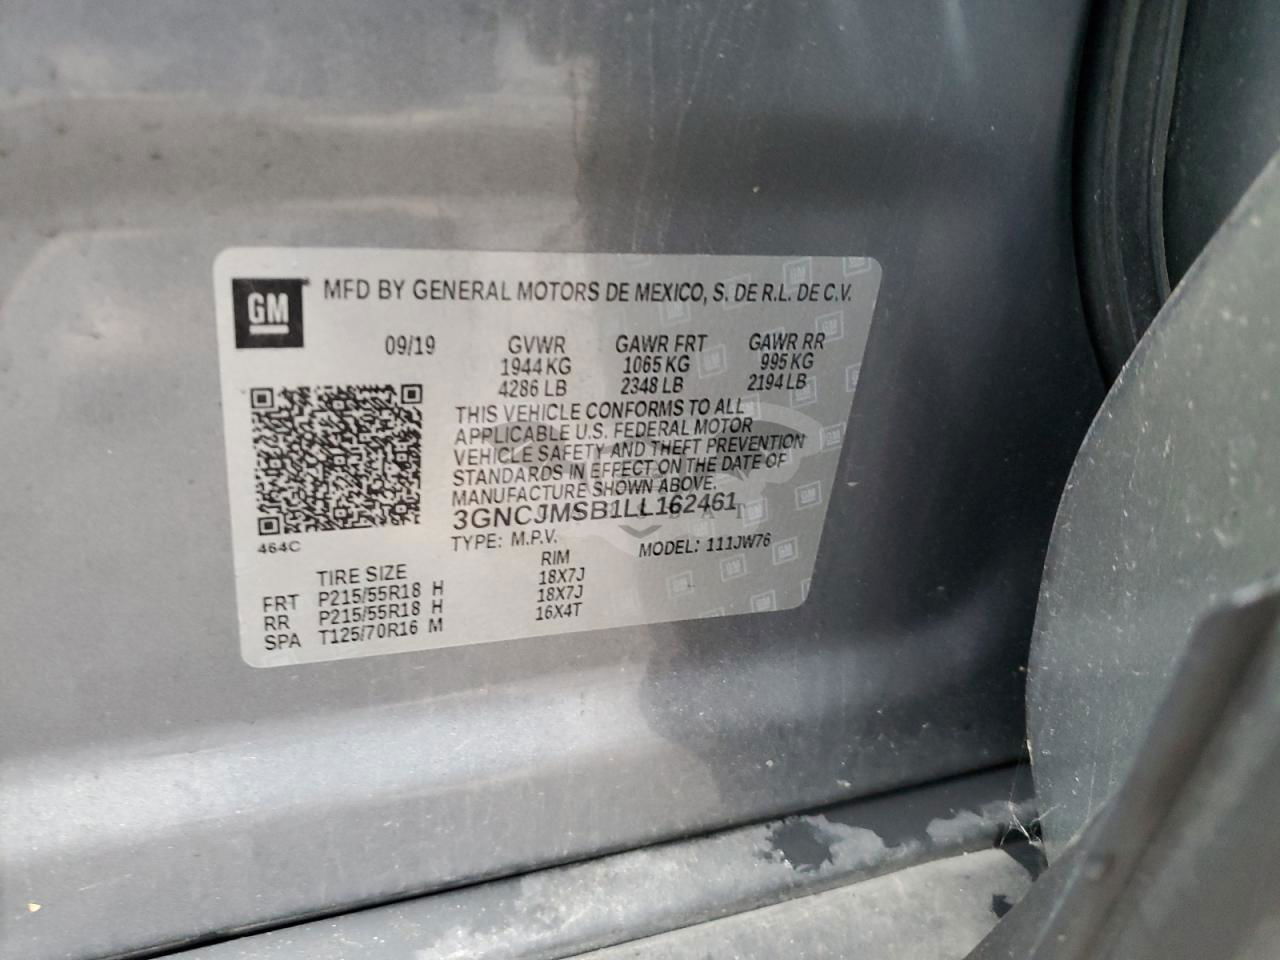 GM
MFD BY GENERAL MOTORS DE MEXICO, S. DE R.L. DE C.V.
09/19 GVWR GAWR FRT GAWR RR
1944 KG 1065 KG 995 KG
4286 LB 2348 LB 2194 LB
THIS VEHICLE CONFORMS TO ALL
APPLICABLE U.S. FEDERAL MOTOR
VEHICLE SAFETY AND THEFT PREVENTION
STANDARDS IN EFFECT ON THE DATE OF
MANUFACTURE SHOWN ABOVE.
3GNCJMSB1LL162461
464C
TYPE: M.P.V. MODEL: 111JW76
TIRE SIZE RIM
FRT P215/55R18 H 18X7J
RR P215/55R18 H 18X7J
SPA T125/70R16 M 16X4T